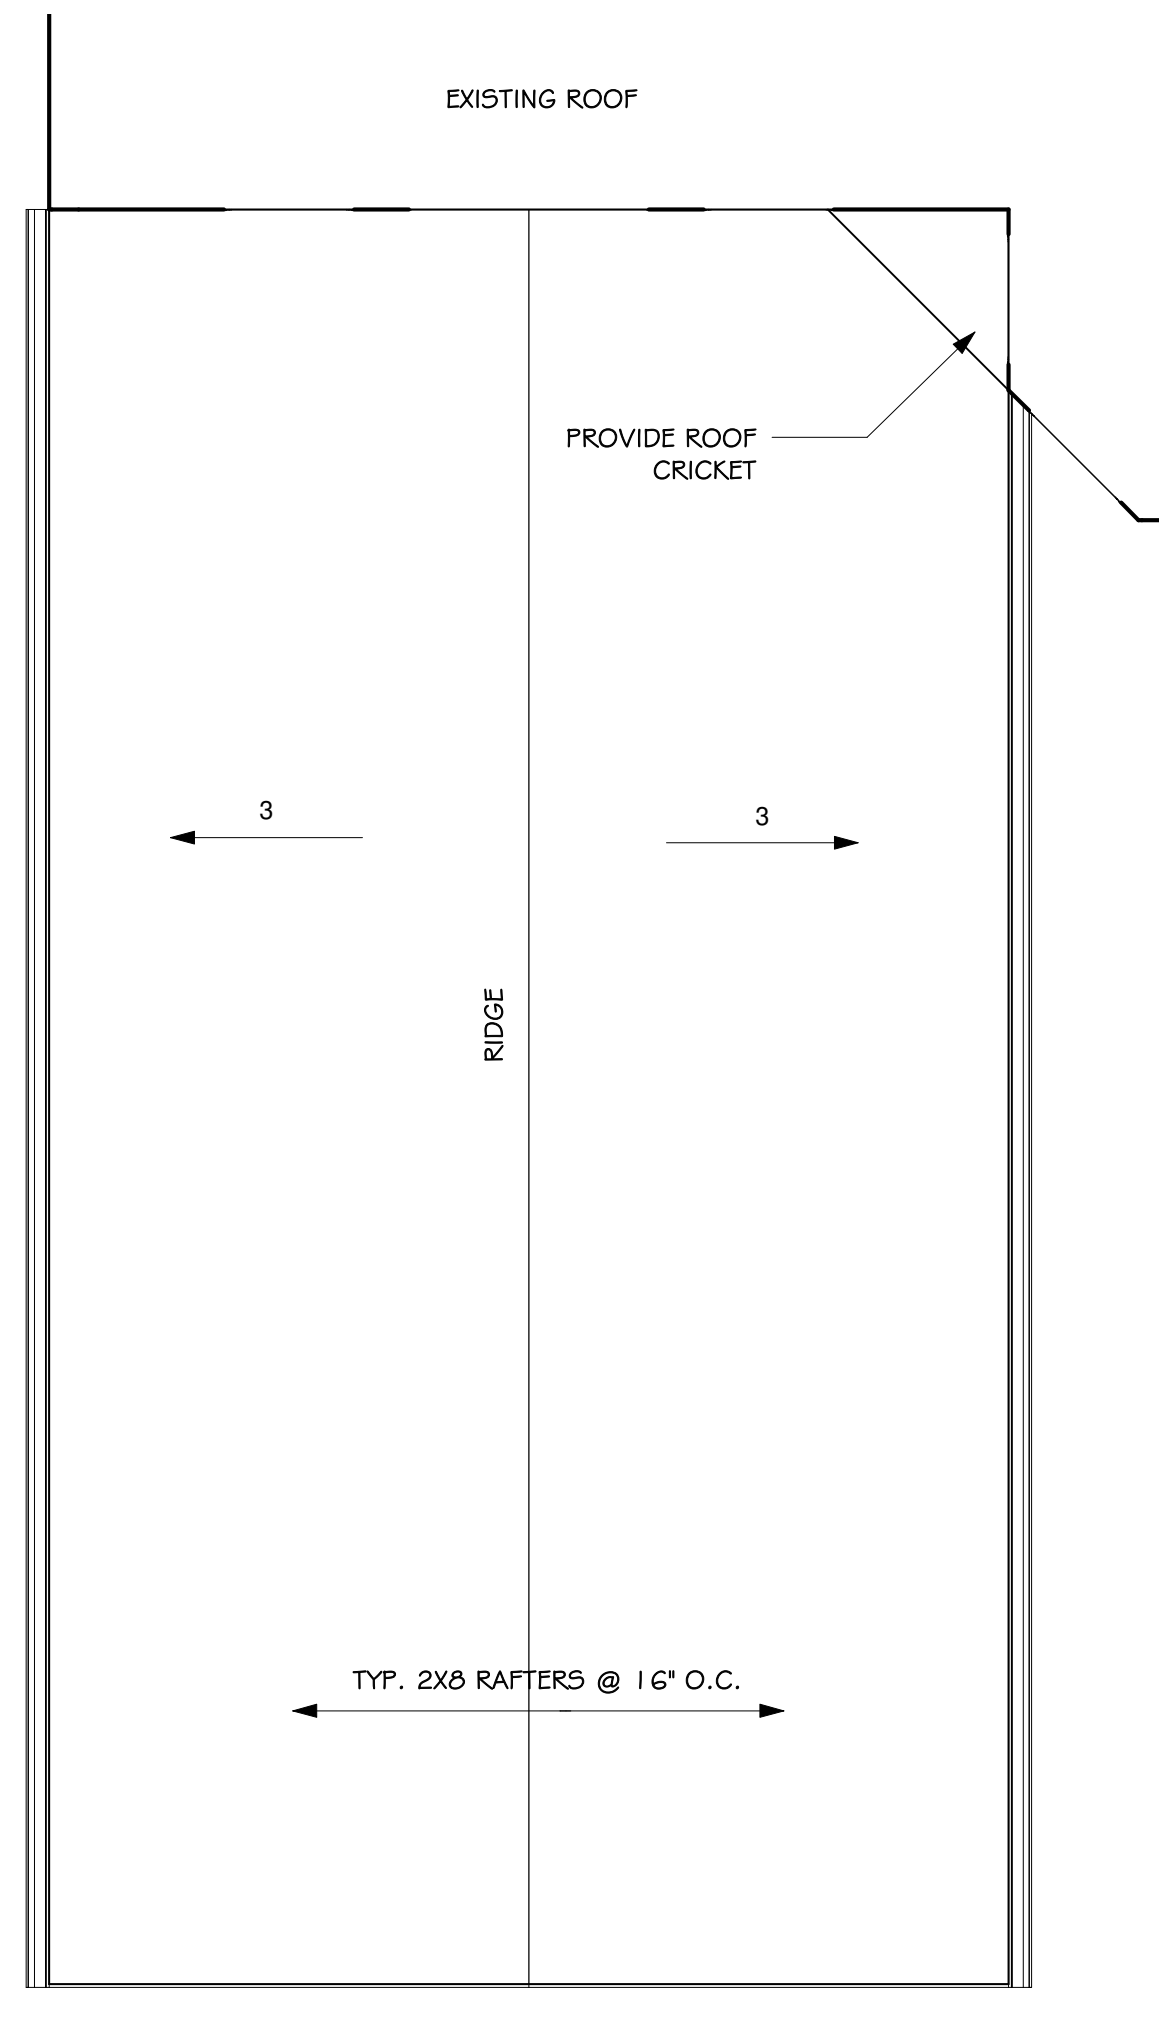 EXISTING ROOF
PROVIDE ROOF
CRICKET
3
3
RIDGE
TYP. 2X8 RAFTERS @ 16" O.C.